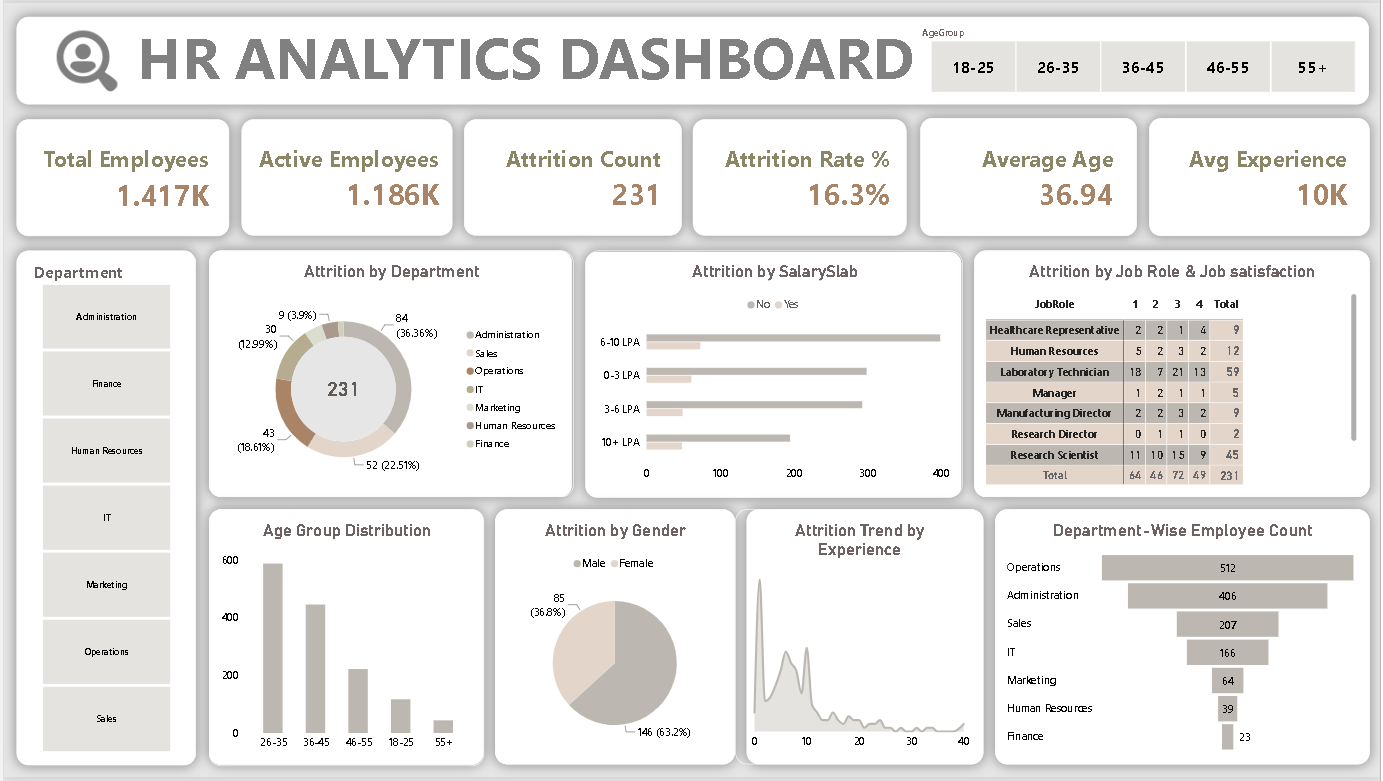 HR ANALYTICS DASHBOARD
AgeGroup
18-25 26-35 36-45 46-55 55+
Total Employees
1.417K
Active Employees
1.186K
Attrition Count
231
Attrition Rate %
16.3%
Average Age
36.94
Avg Experience
10K
Department
Administration
Finance
Human Resources
IT
Marketing
Operations
Sales
Attrition by Department
84
(36.36%)
52 (22.51%)
43
(18.61%)
30
(12.99%)
9 (3.9%)
231
Administration
Sales
Operations
IT
Marketing
Human Resources
Finance
Attrition by SalarySlab
No Yes
6-10 LPA
0-3 LPA
3-6 LPA
10+ LPA
0 100 200 300 400
Attrition by Job Role & Job satisfaction
JobRole 1 2 3 4 Total
Healthcare Representative 2 2 1 4 9
Human Resources 5 2 3 2 12
Laboratory Technician 18 7 21 13 59
Manager 1 2 1 1 5
Manufacturing Director 2 2 3 2 9
Research Director 0 1 1 0 2
Research Scientist 11 10 15 9 45
Total 64 46 72 49 231
Age Group Distribution
600
400
200
0
26-35 36-45 46-55 18-25 55+
Attrition by Gender
Male Female
85
(36.8%)
146 (63.2%)
Attrition Trend by
Experience
0 10 20 30 40
Department-Wise Employee Count
Operations 512
Administration 406
Sales 207
IT 166
Marketing 64
Human Resources 39
Finance 23